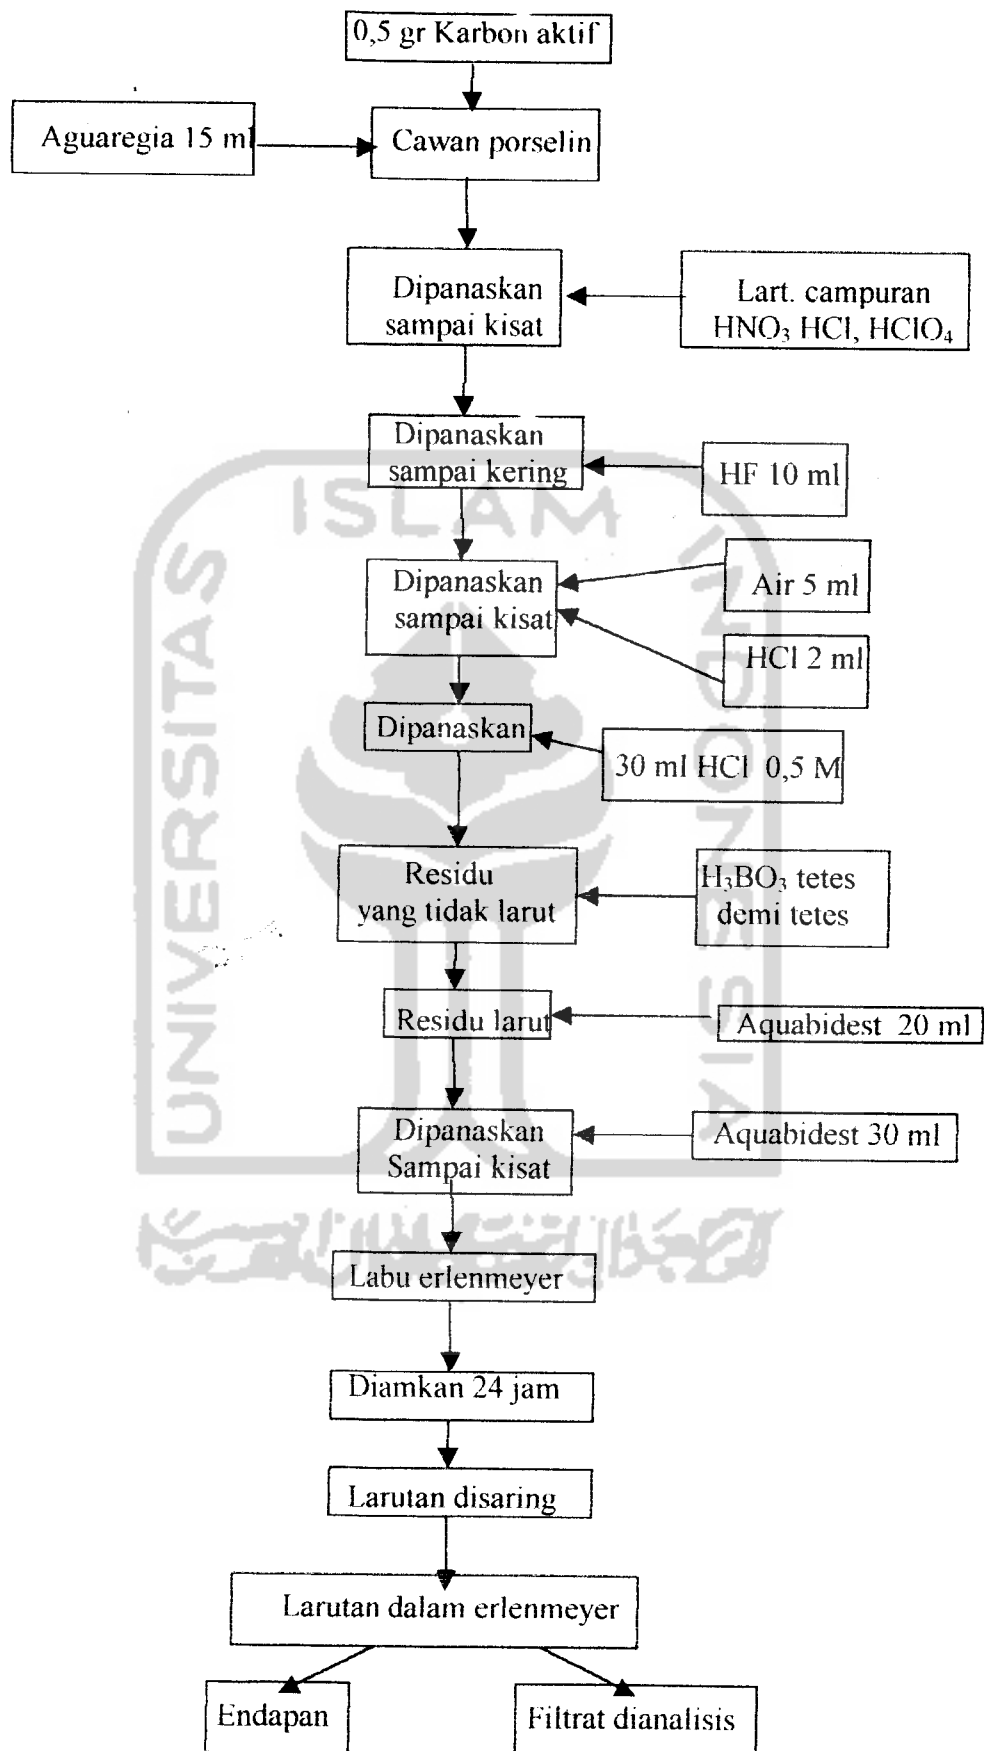 0,5 gr Karbon aktif
Aguaregia 15 ml
Cawan porselin
Dipanaskan
sampai kisat
Lart. campuran
HNO₃ HCl, HClO₄
Dipanaskan
sampai kering
HF 10 ml
ISLAM
UNIVERSITAS
INDONESIA
Dipanaskan
sampai kisat
Air 5 ml
HCl 2 ml
Dipanaskan
30 ml HCl 0,5 M
Residu
yang tidak larut
H₃BO₃ tetes
demi tetes
Residu larut
Aquabidest 20 ml
Dipanaskan
Sampai kisat
Aquabidest 30 ml
Labu erlenmeyer
Diamkan 24 jam
Larutan disaring
Larutan dalam erlenmeyer
Endapan
Filtrat dianalisis